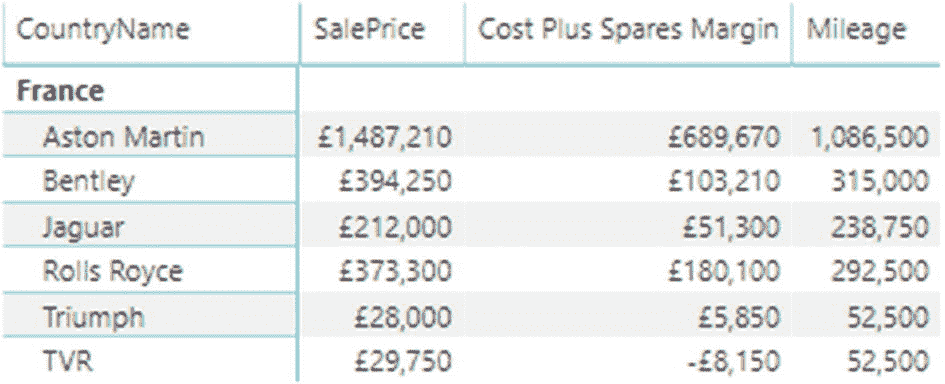 CountryName SalePrice Cost Plus Spares Margin Mileage
France
Aston Martin £1,487,210 £689,670 1,086,500
Bentley £394,250 £103,210 315,000
Jaguar £212,000 £51,300 238,750
Rolls Royce £373,300 £180,100 292,500
Triumph £28,000 £5,850 52,500
TVR £29,750 -£8,150 52,500